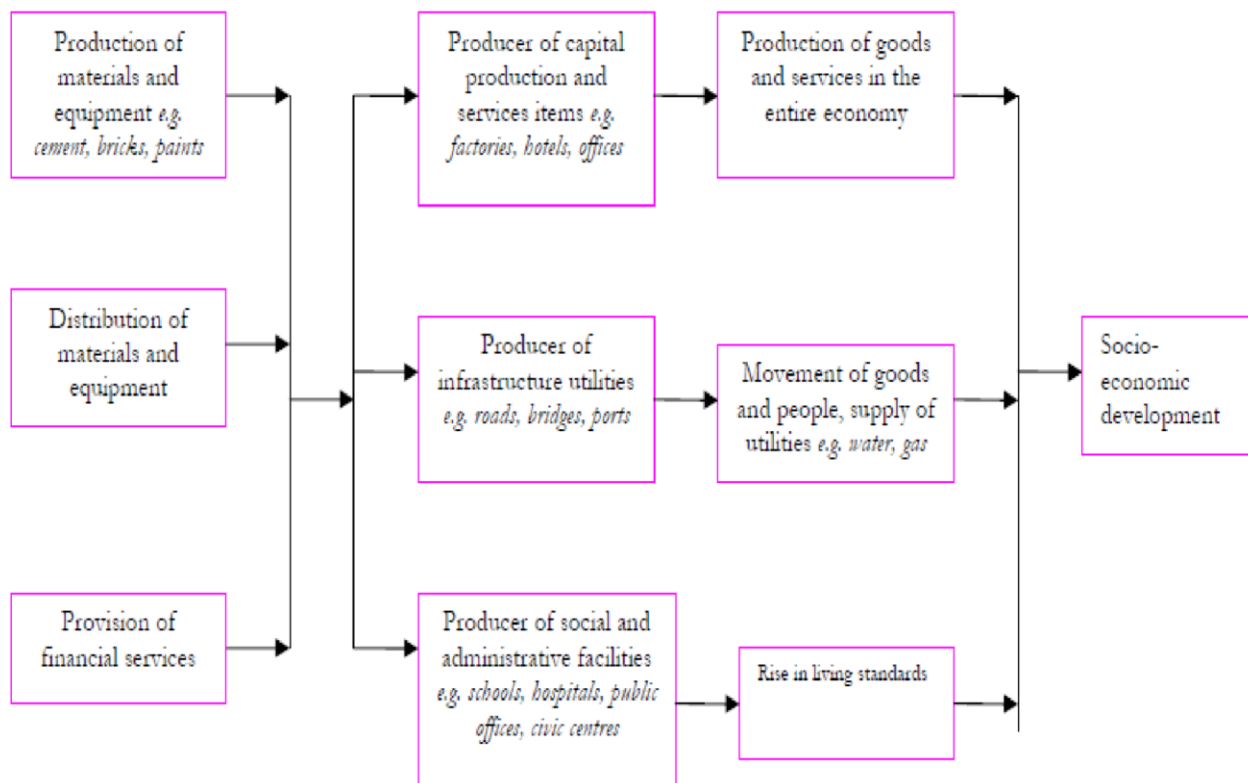 Production of
materials and
equipment e.g.
cement, bricks, paints
Producer of capital
production and
services items e.g.
factories, hotels, offices
Production of goods
and services in the
entire economy
Distribution of
materials and
equipment
Producer of
infrastructure utilities
e.g. roads, bridges, ports
Movement of goods
and people, supply of
utilities e.g. water, gas
Socio-
economic
development
Provision of
financial services
Producer of social and
administrative facilities
e.g. schools, hospitals, public
offices, civic centres
Rise in living standards